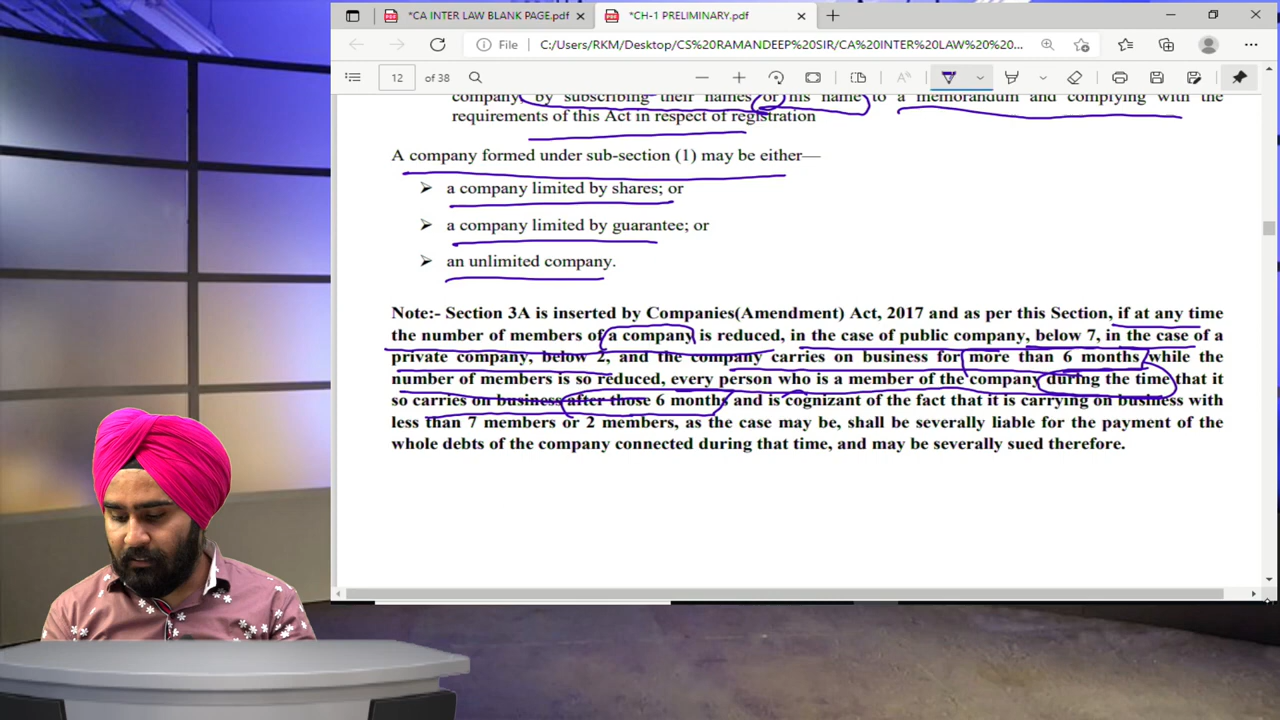 *CA INTER LAW BLANK PAGE.pdf
*CH-1 PRELIMINARY.pdf
File
C:/Users/RKM/Desktop/CS%20RAMANDEEP%20SIR/CA%20INTER%20LAW%20%20...
12 of 38
company, by subscribing their names or his name to a memorandum and complying with the
requirements of this Act in respect of registration
A company formed under sub-section (1) may be either—
➢ a company limited by shares; or
➢ a company limited by guarantee; or
➢ an unlimited company.
Note:- Section 3A is inserted by Companies(Amendment) Act, 2017 and as per this Section, if at any time
the number of members of a company is reduced, in the case of public company, below 7, in the case of a
private company, below 2, and the company carries on business for more than 6 months while the
number of members is so reduced, every person who is a member of the company during the time that it
so carries on business after those 6 months and is cognizant of the fact that it is carrying on business with
less than 7 members or 2 members, as the case may be, shall be severally liable for the payment of the
whole debts of the company connected during that time, and may be severally sued therefore.